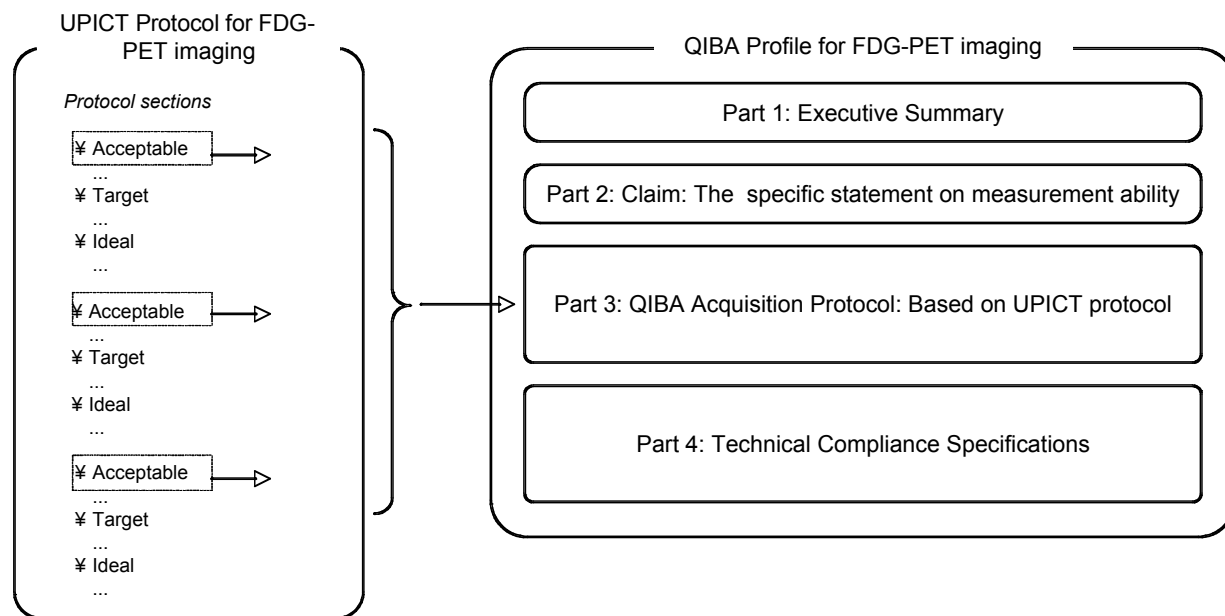 UPICT Protocol for FDG-
PET imaging
Protocol sections
¥ Acceptable
...
¥ Target
...
¥ Ideal
...
¥ Acceptable
...
¥ Target
...
¥ Ideal
...
¥ Acceptable
...
¥ Target
...
¥ Ideal
...
QIBA Profile for FDG-PET imaging
Part 1: Executive Summary
Part 2: Claim: The specific statement on measurement ability
Part 3: QIBA Acquisition Protocol: Based on UPICT protocol
Part 4: Technical Compliance Specifications